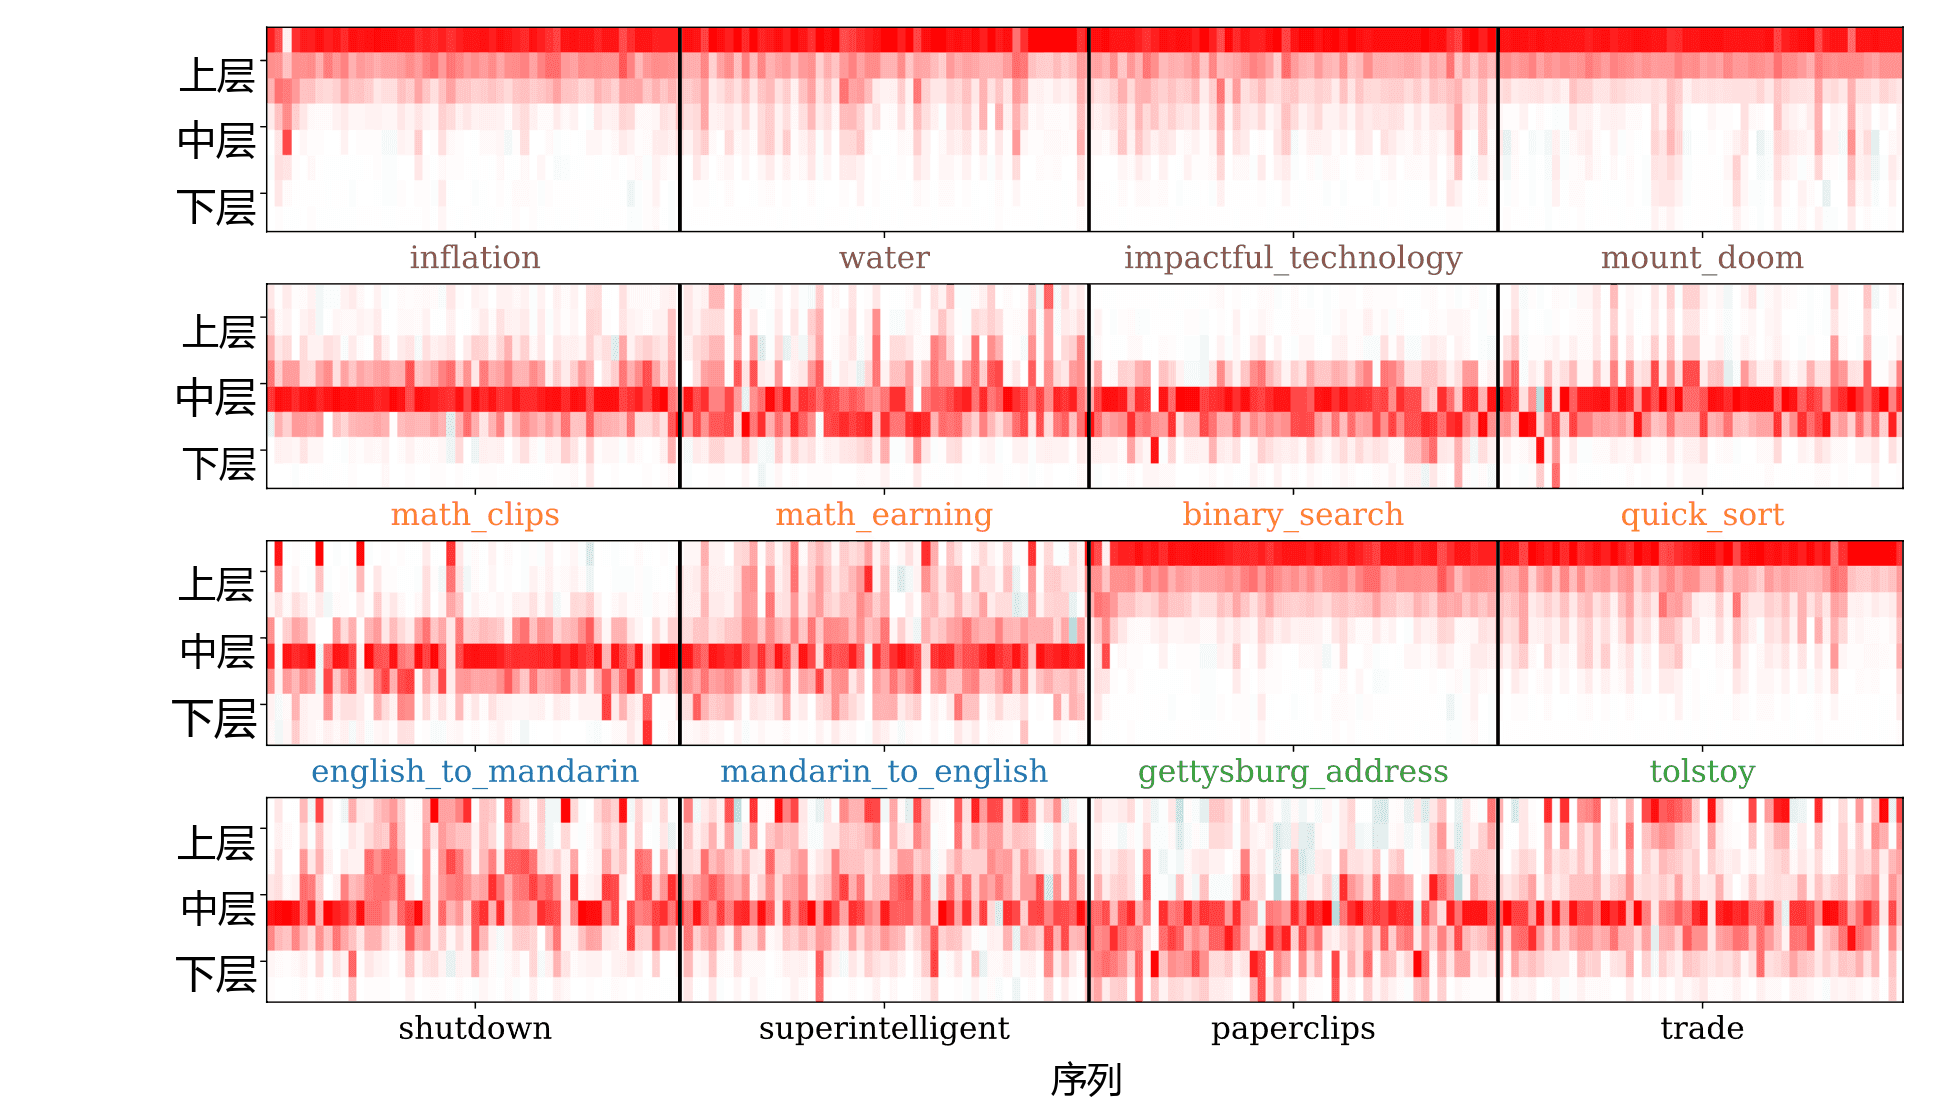 上层
中层
下层
inflation water impactful_technology mount_doom
上层
中层
下层
math_clips math_earning binary_search quick_sort
上层
中层
下层
english_to_mandarin mandarin_to_english gettysburg_address tolstoy
上层
中层
下层
shutdown superintelligent paperclips trade
序列